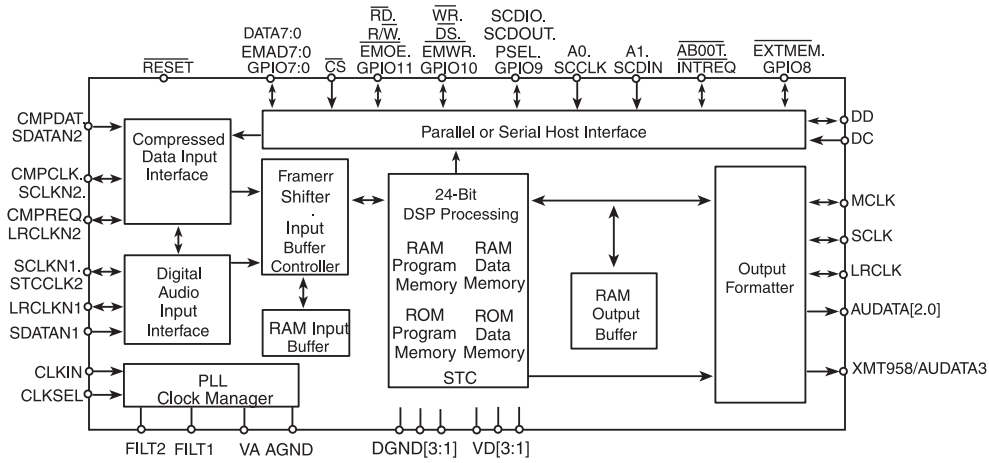 RD.
WR.
SCDIO.
DATA7:0
R/W.
DS.
SCDOUT.
EMAD7:0
EMOE.
EMWR.
PSEL.
A0.
A1.
AB00T.
EXTMEM.
RESET
GPIO7:0
CS
GPIO11
GPIO10
GPIO9
SCCLK
SCDIN
INTREQ
GPIO8
CMPDAT.
SDATAN2
CMPCLK.
SCLKN2.
CMPREQ.
LRCLKN2
SCLKN1.
STCCLK2
LRCLKN1
SDATAN1
CLKIN
CLKSEL
Compressed
Data Input
Interface
Digital
Audio
Input
Interface
PLL
Clock Manager
Parallel or Serial Host Interface
Framerr
Shifter
.
Input
Buffer
Controller
RAM Input
Buffer
24-Bit
DSP Processing
RAM
Program
Memory
RAM
Data
Memory
ROM
Program
Memory
ROM
Data
Memory
STC
RAM
Output
Buffer
Output
Formatter
DD
DC
MCLK
SCLK
LRCLK
AUDATA[2.0]
XMT958/AUDATA3
FILT2
FILT1
VA
AGND
DGND[3:1]
VD[3:1]